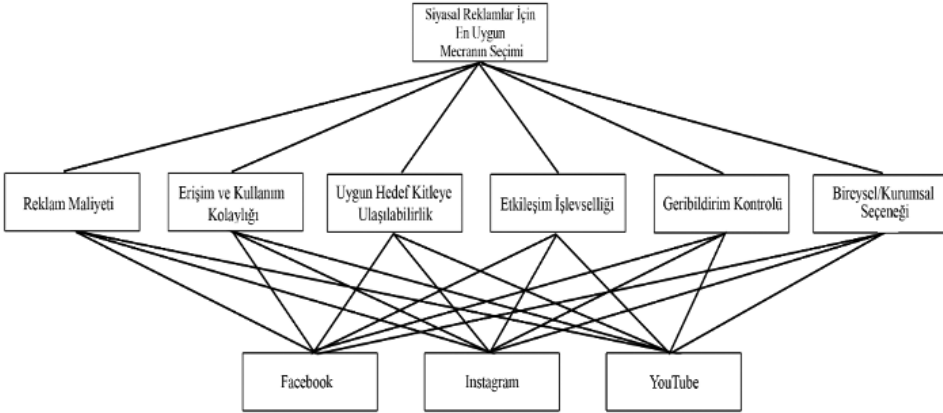 Siyasal Reklamlar İçin
En Uygun
Mecranın Seçimi
Reklam Maliyeti
Erişim ve Kullanım
Kolaylığı
Uygun Hedef Kitleye
Ulaşılabilirlik
Etkileşim İşlevselliği
Geribildirim Kontrolü
Bireysel/Kurumsal
Seçeneği
Facebook
Instagram
YouTube